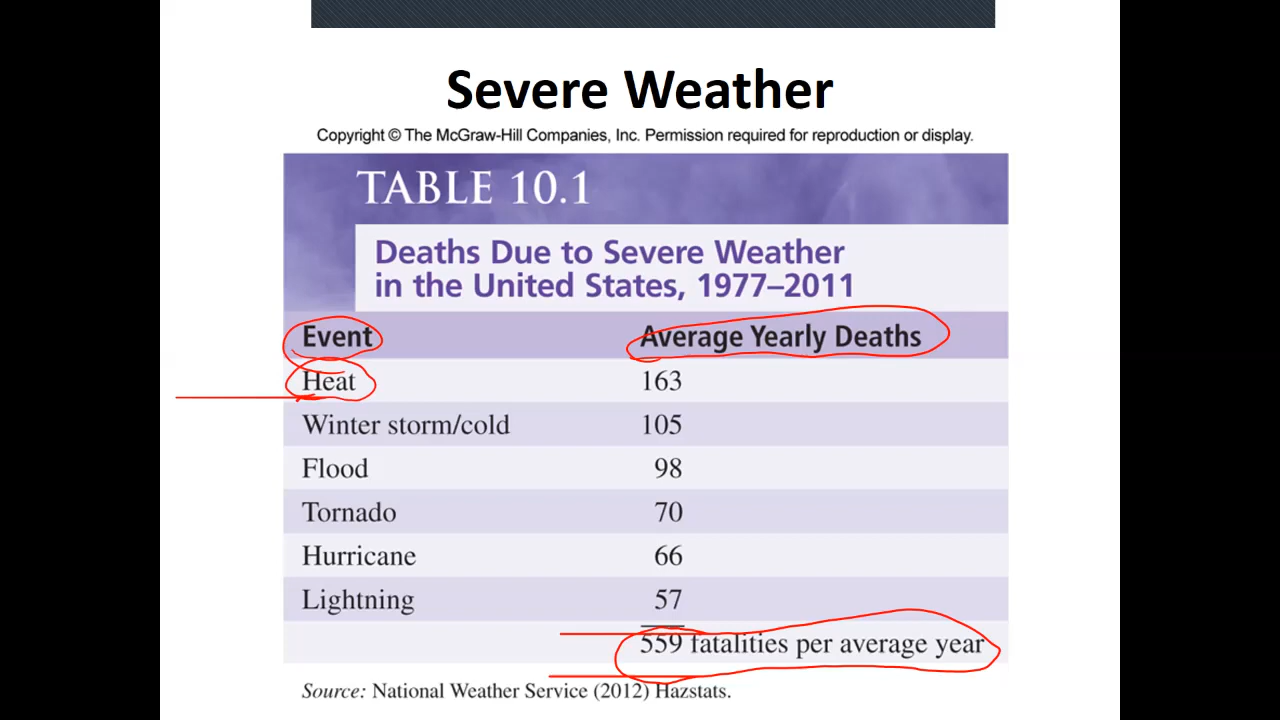 Severe Weather
Copyright © The McGraw-Hill Companies, Inc. Permission required for reproduction or display.
TABLE 10.1
Deaths Due to Severe Weather
in the United States, 1977–2011
Event Average Yearly Deaths
Heat 163
Winter storm/cold 105
Flood 98
Tornado 70
Hurricane 66
Lightning 57
559 fatalities per average year
Source: National Weather Service (2012) Hazstats.